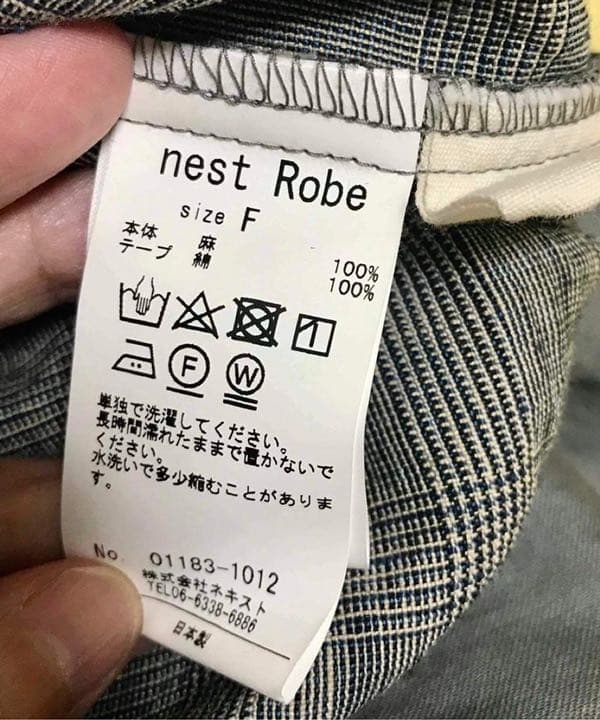 nest Robe
size F
本体 麻 100%
テープ 綿 100%
F W
単独で洗濯してください。
長時間濡れたままで置かないで
ください。
水洗いで多少縮むことがありま
す。
No 01183-1012
株式会社ネキスト
TEL06-6338-6886
日本製